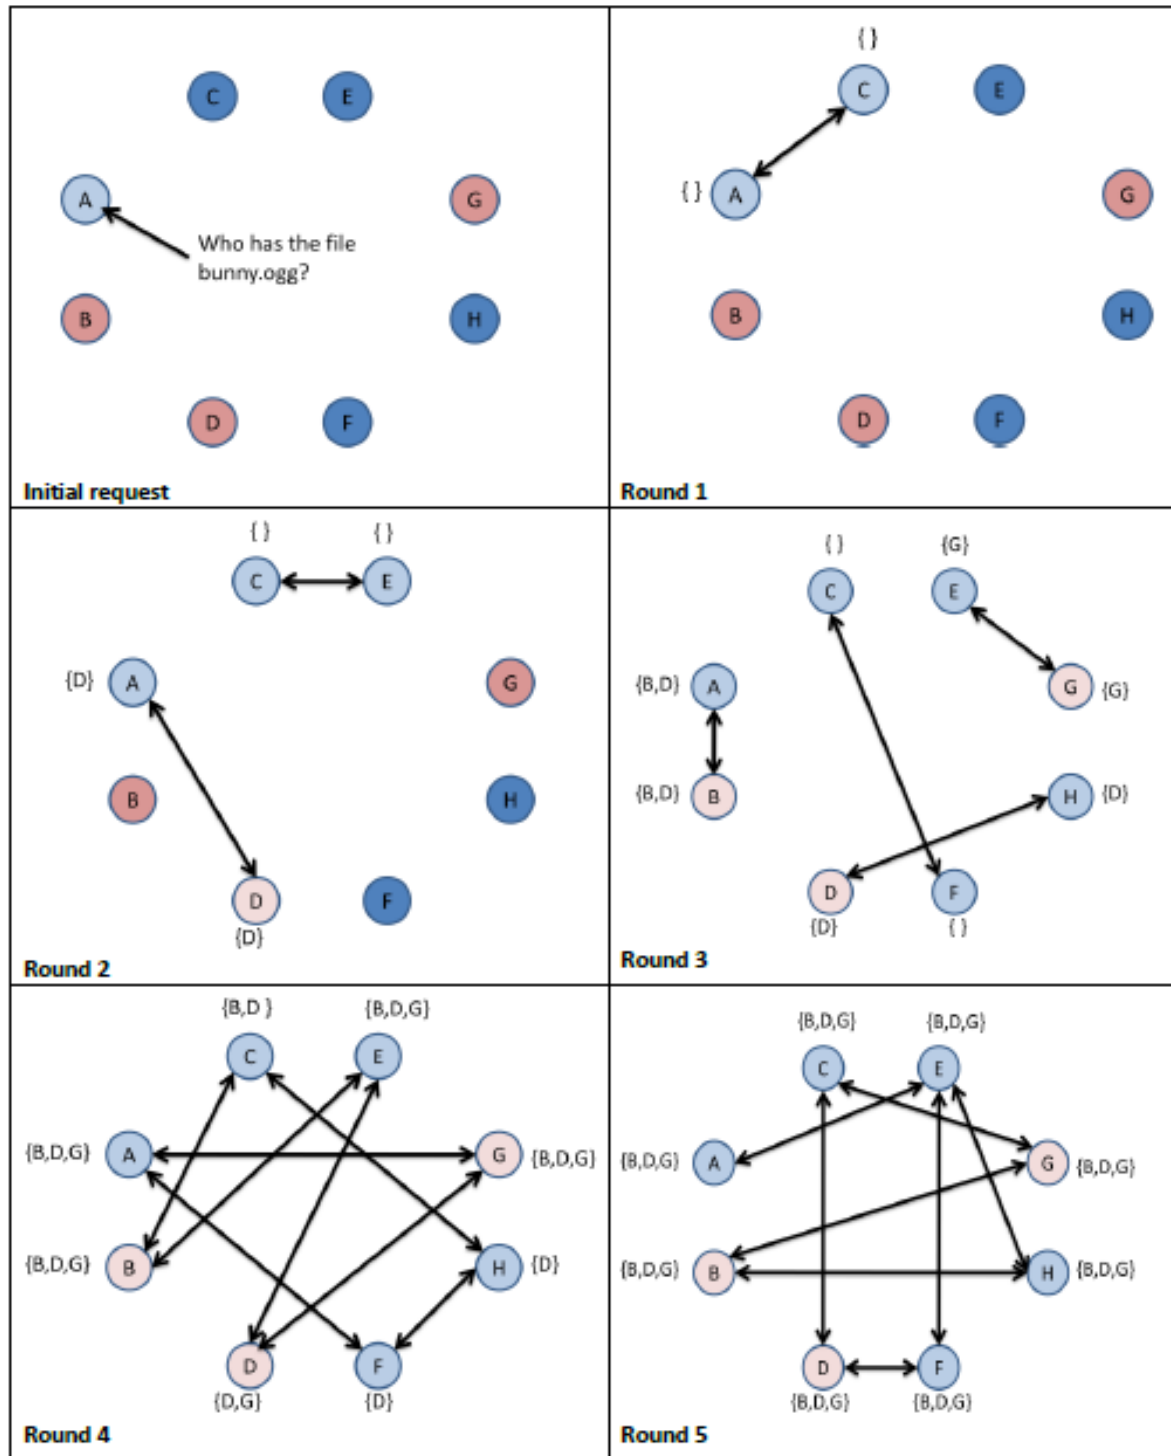 C
E
A
G
Who has the file
bunny.ogg?
B
H
D
F
Initial request
{ }
C
E
{ }
A
G
B
H
D
F
Round 1
{ }
{ }
C
E
{D}
A
G
B
H
D
F
{D}
Round 2
{ }
{G}
C
E
{B,D}
A
G
{G}
{B,D}
B
H
{D}
D
F
{D}
{ }
Round 3
{B,D }
{B,D,G}
C
E
{B,D,G}
A
G
{B,D,G}
{B,D,G}
B
H
{D}
D
F
{D,G}
{D}
Round 4
{B,D,G}
{B,D,G}
C
E
{B,D,G}
A
G
{B,D,G}
{B,D,G}
B
H
{B,D,G}
D
F
{B,D,G}
{B,D,G}
Round 5